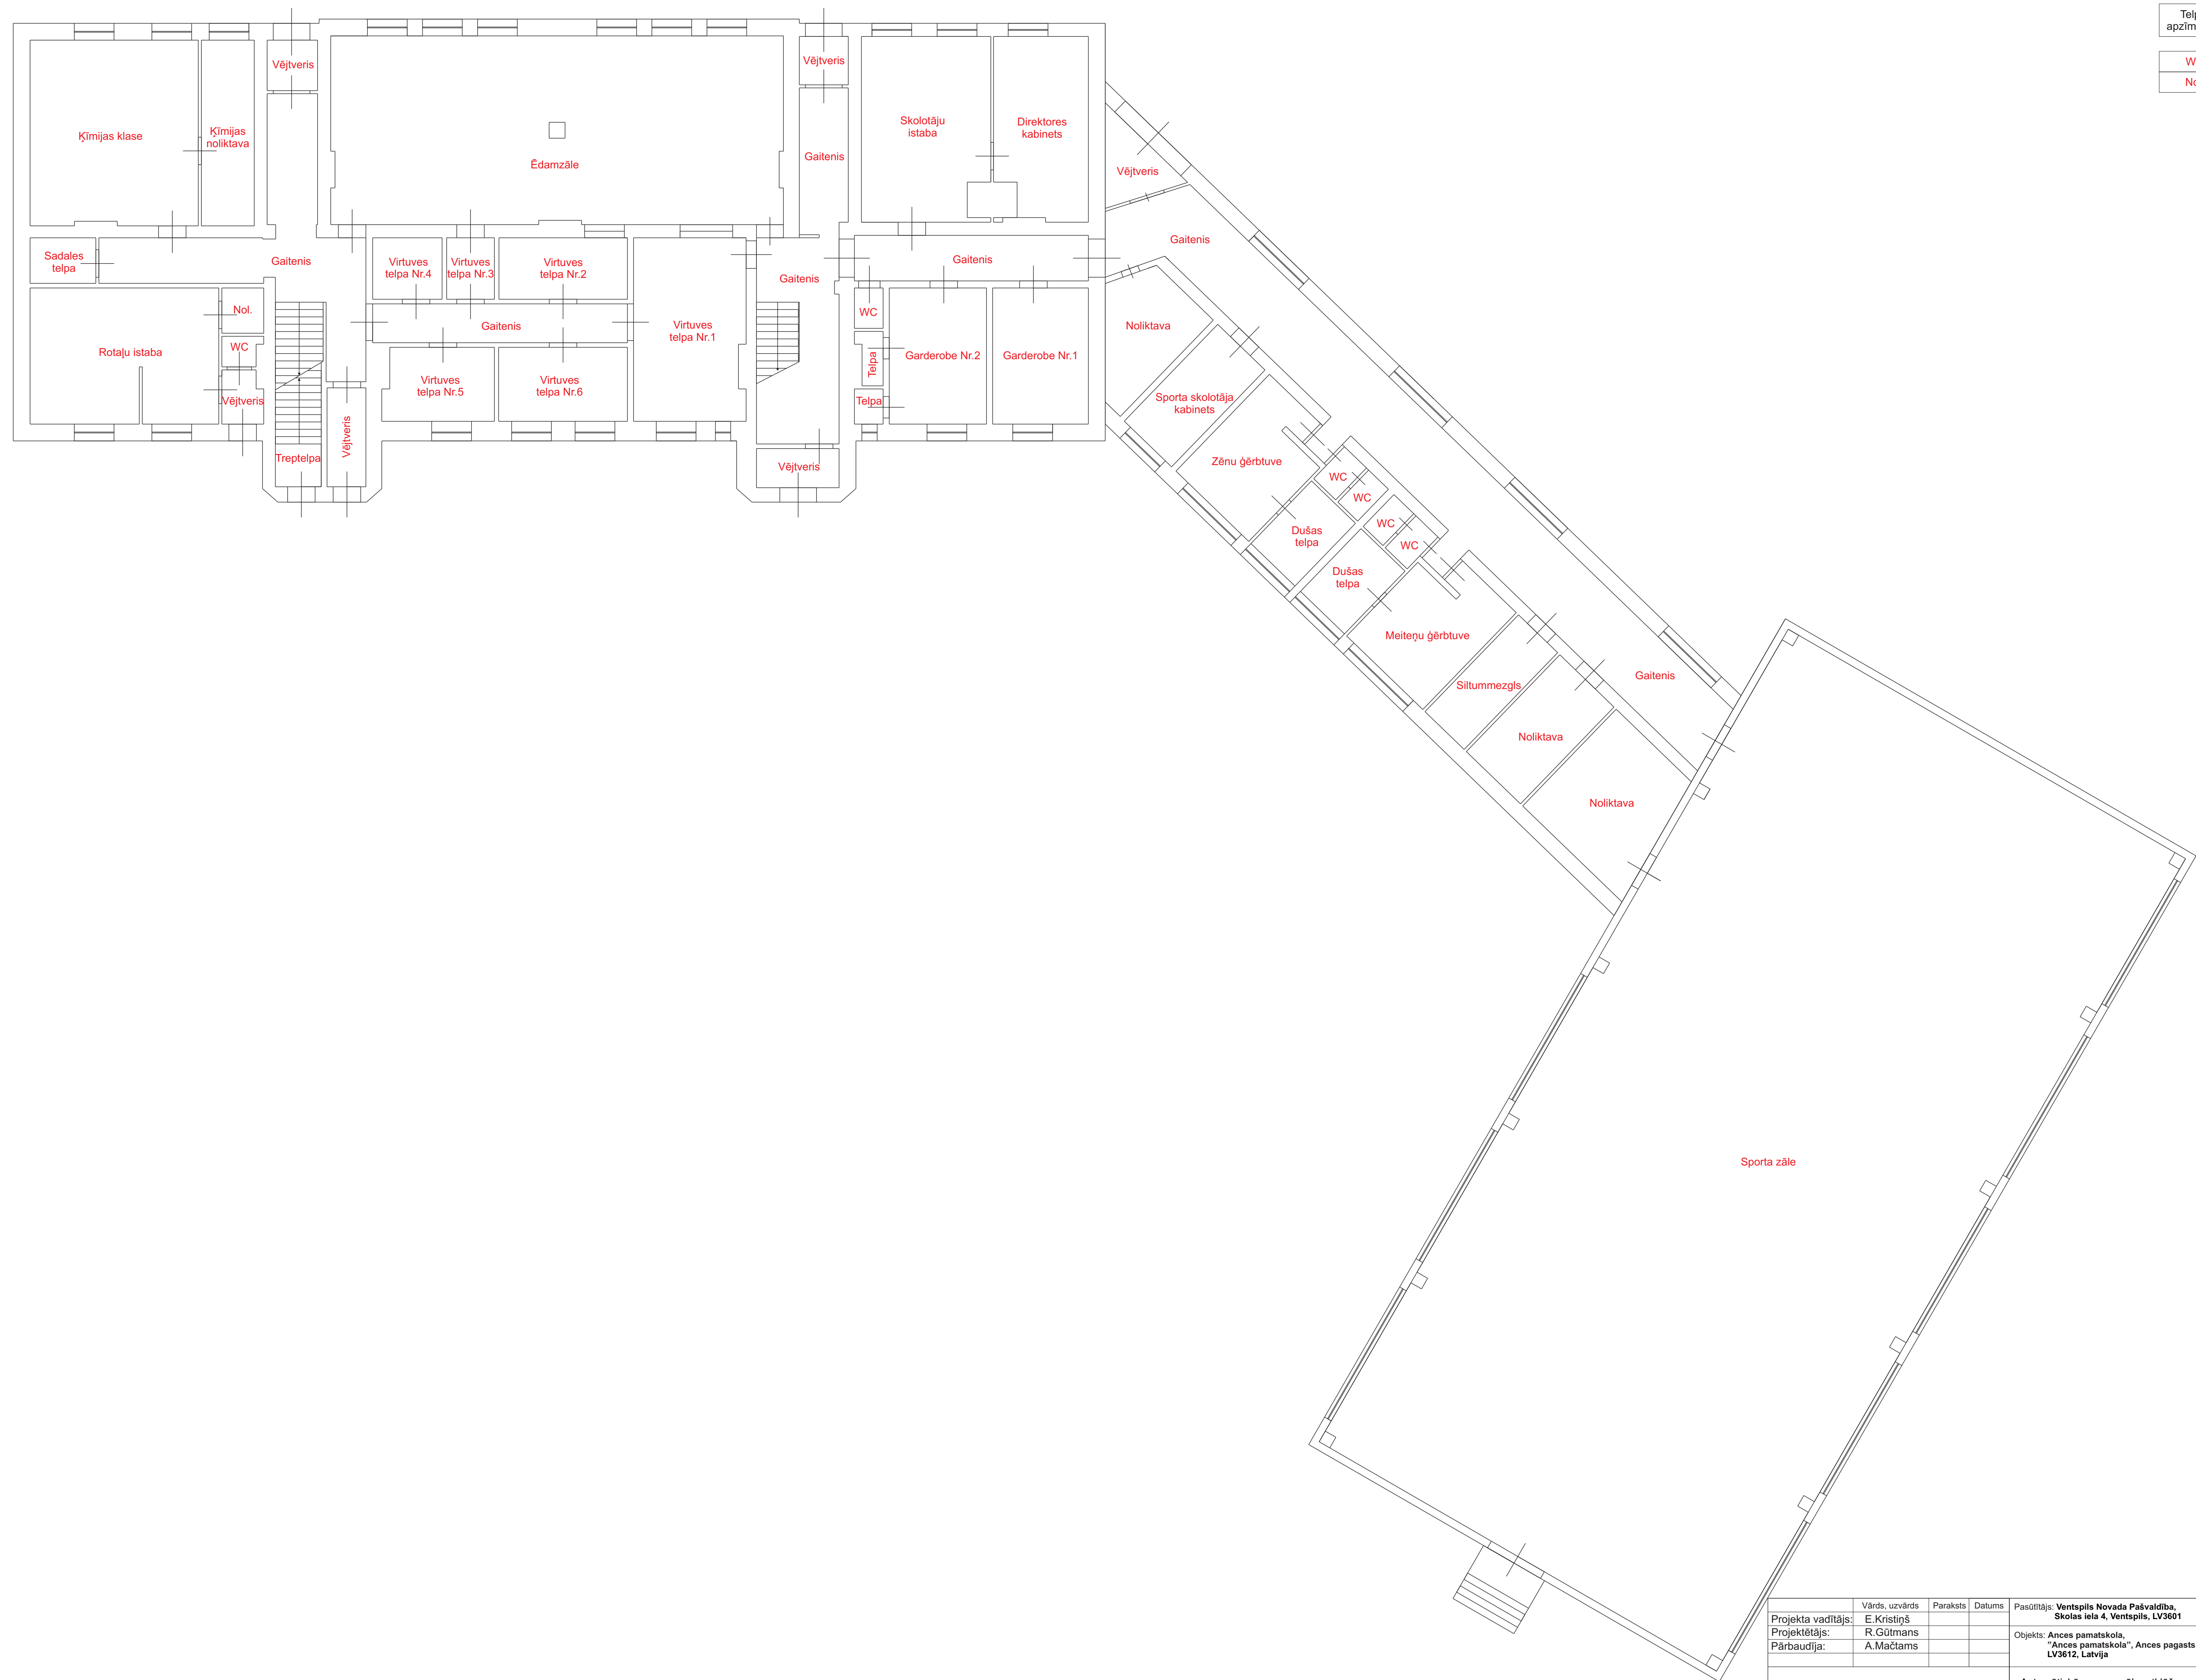 Vējtveris
Vējtveris
Ķīmijas klase
Ķīmijas
noliktava
Ēdamzāle
Gaitenis
Skolotāju
istaba
Direktores
kabinets
Vējtveris
Gaitenis
Sadales
telpa
Gaitenis
Virtuves
telpa Nr.4
Virtuves
telpa Nr.3
Virtuves
telpa Nr.2
Gaitenis
Gaitenis
Nol.
WC
Rotaļu istaba
Vējtveris
Gaitenis
Virtuves
telpa Nr.1
WC
Telpa
Telpa
Garderobe Nr.2
Garderobe Nr.1
Noliktava
Virtuves
telpa Nr.5
Virtuves
telpa Nr.6
Treptelpa
Vējtveris
Vējtveris
Sporta skolotāja
kabinets
Zēnu ģērbtuve
WC
WC
WC
WC
Dušas
telpa
Dušas
telpa
Meiteņu ģērbtuve
Siltummezgls
Gaitenis
Noliktava
Noliktava
Sporta zāle
Vārds, uzvārds Paraksts Datums
Projekta vadītājs: E.Kristiņš
Projektētājs: R.Gūtmans
Pārbaudīja: A.Mačtams
Pasūtītājs: Ventspils Novada Pašvaldība,
Skolas iela 4, Ventspils, LV3601
Objekts: Ances pamatskola,
"Ances pamatskola", Ances pagasts
LV3612, Latvija